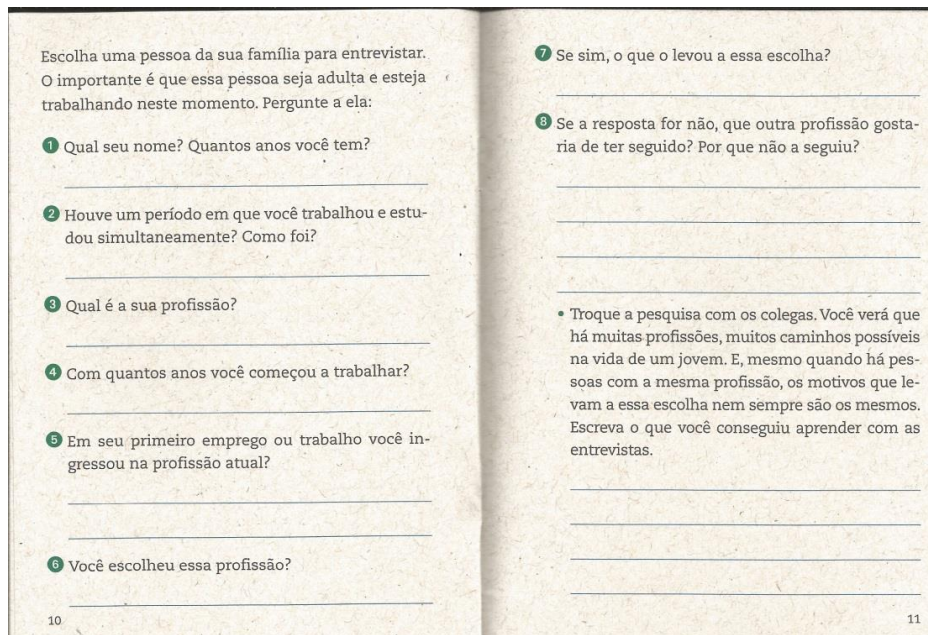 Escolha uma pessoa da sua família para entrevistar.
O importante é que essa pessoa seja adulta e esteja
trabalhando neste momento. Pergunte a ela:
1 Qual seu nome? Quantos anos você tem?
2 Houve um período em que você trabalhou e estu-
dou simultaneamente? Como foi?
3 Qual é a sua profissão?
4 Com quantos anos você começou a trabalhar?
5 Em seu primeiro emprego ou trabalho você in-
gressou na profissão atual?
6 Você escolheu essa profissão?
10
7 Se sim, o que o levou a essa escolha?
8 Se a resposta for não, que outra profissão gosta-
ria de ter seguido? Por que não a seguiu?
• Troque a pesquisa com os colegas. Você verá que
há muitas profissões, muitos caminhos possíveis
na vida de um jovem. E, mesmo quando há pes-
soas com a mesma profissão, os motivos que le-
vam a essa escolha nem sempre são os mesmos.
Escreva o que você conseguiu aprender com as
entrevistas.
11